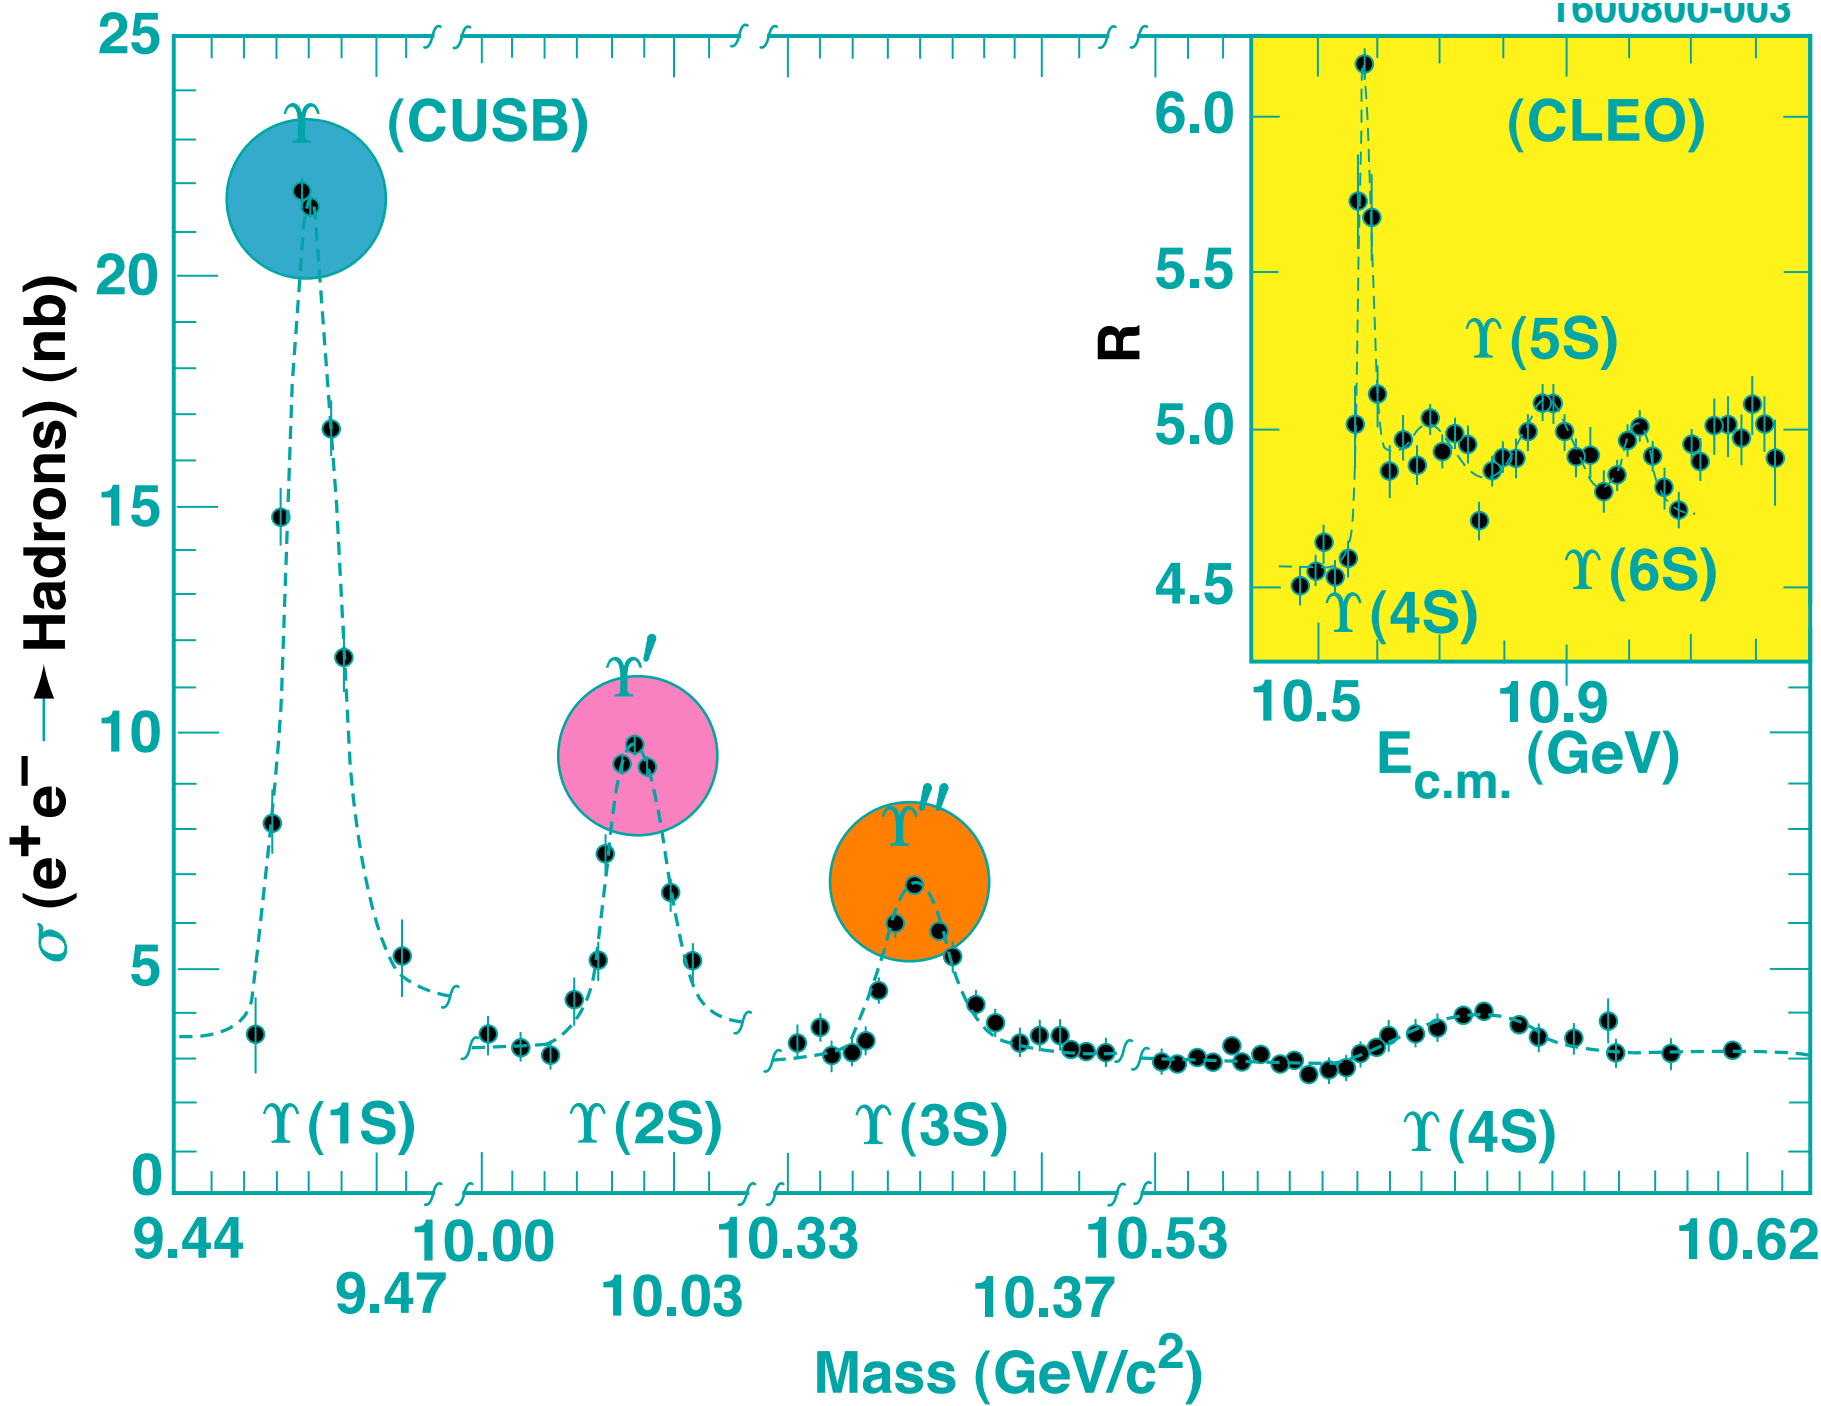 1600800-003
25
ϒ (CUSB)
6.0 (CLEO)
20
5.5
ϒ(5S)
R
5.0
15
ϒ(6S)
4.5
ϒ(4S)
ϒ′
10.5 10.9
10
E c.m. (GeV)
ϒ′′
σ (e+ e− → Hadrons) (nb)
5
ϒ(1S) ϒ(2S) ϒ(3S) ϒ(4S)
0
9.44 10.00 10.33 10.53 10.62
9.47 10.03 10.37
Mass (GeV/c2)